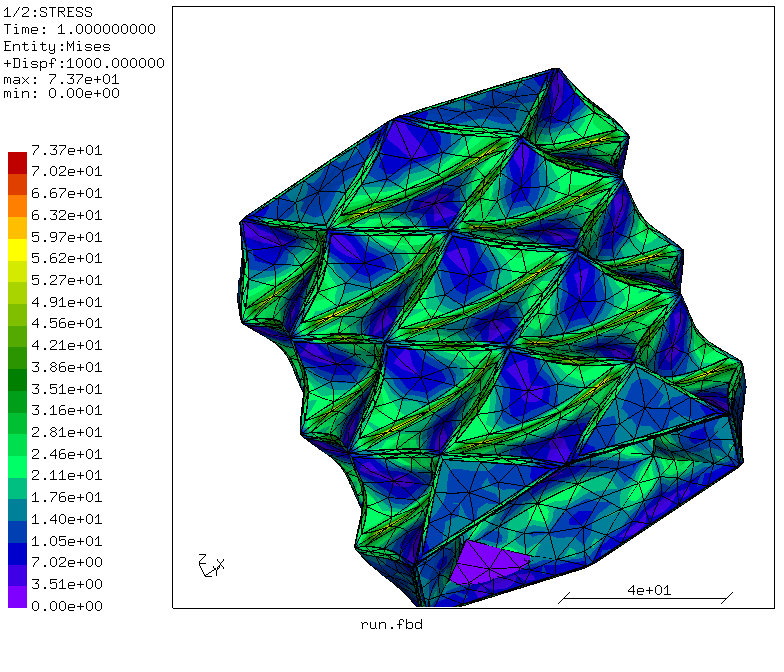 1/2:STRESS
Time: 1.000000000
Entity:Mises
+Dispf:1000.000000
max: 7.37e+01
min: 0.00e+00
7.37e+01
7.02e+01
6.67e+01
6.32e+01
5.97e+01
5.62e+01
5.27e+01
4.91e+01
4.56e+01
4.21e+01
3.86e+01
3.51e+01
3.16e+01
2.81e+01
2.46e+01
2.11e+01
1.76e+01
1.40e+01
1.05e+01
7.02e+00
3.51e+00
0.00e+00
Z
Y X
4e+01
run.fbd